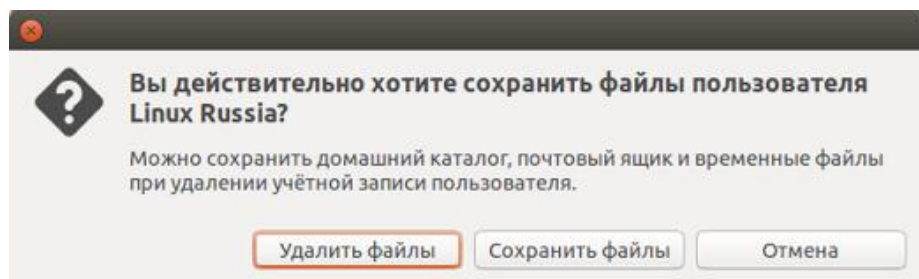 Вы действительно хотите сохранить файлы пользователя
Linux Russia?
Можно сохранить домашний каталог, почтовый ящик и временные файлы
при удалении учётной записи пользователя.
Удалить файлы Сохранить файлы Отмена